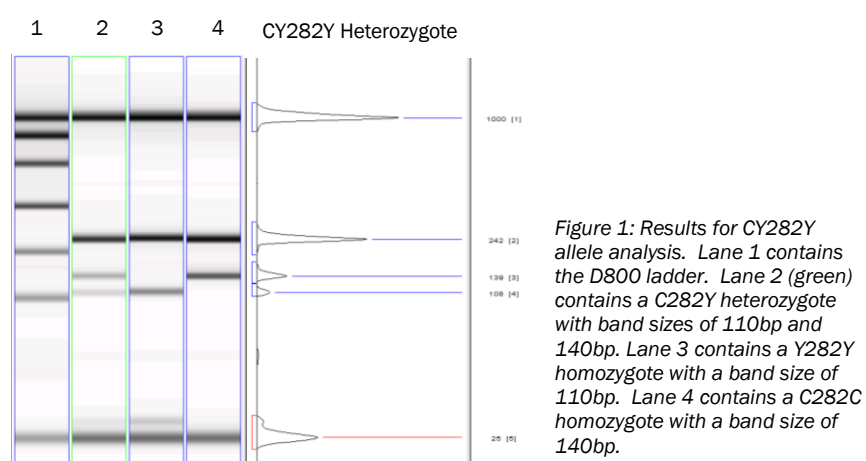 1 2 3 4 CY282Y Heterozygote
1000 [1]
242 [2]
139 [3]
108 [4]
25 [5]
Figure 1: Results for CY282Y
allele analysis. Lane 1 contains
the D800 ladder. Lane 2 (green)
contains a C282Y heterozygote
with band sizes of 110bp and
140bp. Lane 3 contains a Y282Y
homozygote with a band size of
110bp. Lane 4 contains a C282C
homozygote with a band size of
140bp.